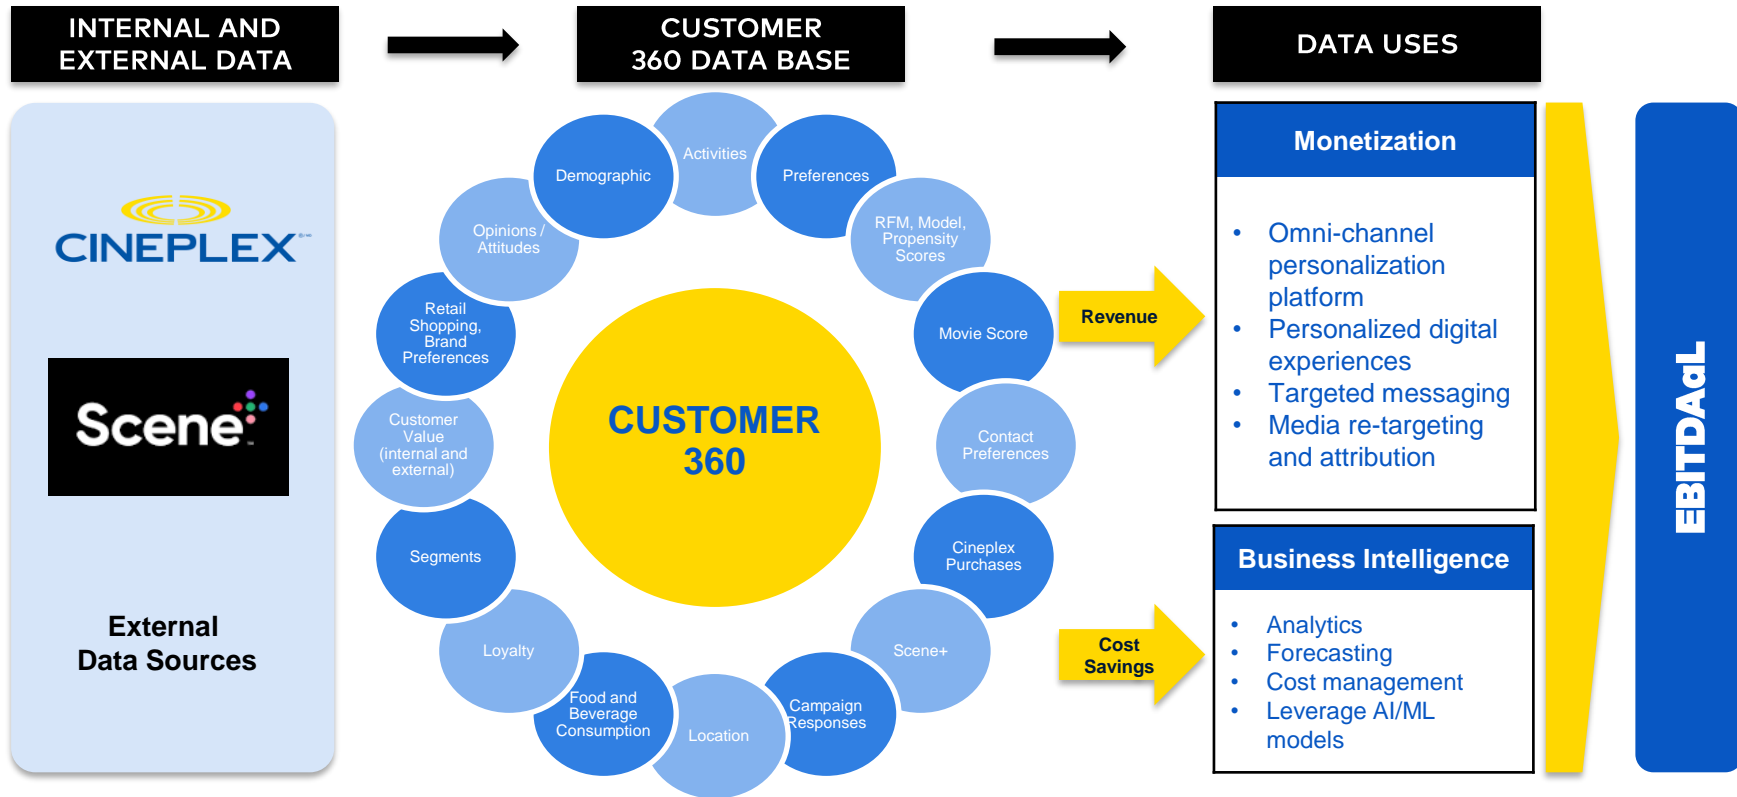 INTERNAL AND
EXTERNAL DATA
CUSTOMER
360 DATA BASE
DATA USES
CINEPLEX
Scene
External
Data Sources
Activities
Preferences
RFM, Model,
Propensity
Scores
Movie Score
Contact
Preferences
Cineplex
Purchases
Scene+
Campaign
Responses
Location
Food and
Beverage
Consumption
Loyalty
Segments
Customer
Value
(internal and
external)
Retail
Shopping,
Brand
Preferences
Opinions /
Attitudes
Demographic
CUSTOMER
360
Revenue
Cost
Savings
Monetization
• Omni-channel
personalization
platform
• Personalized digital
experiences
• Targeted messaging
• Media re-targeting
and attribution
Business Intelligence
• Analytics
• Forecasting
• Cost management
• Leverage AI/ML
models
EBITDAaL